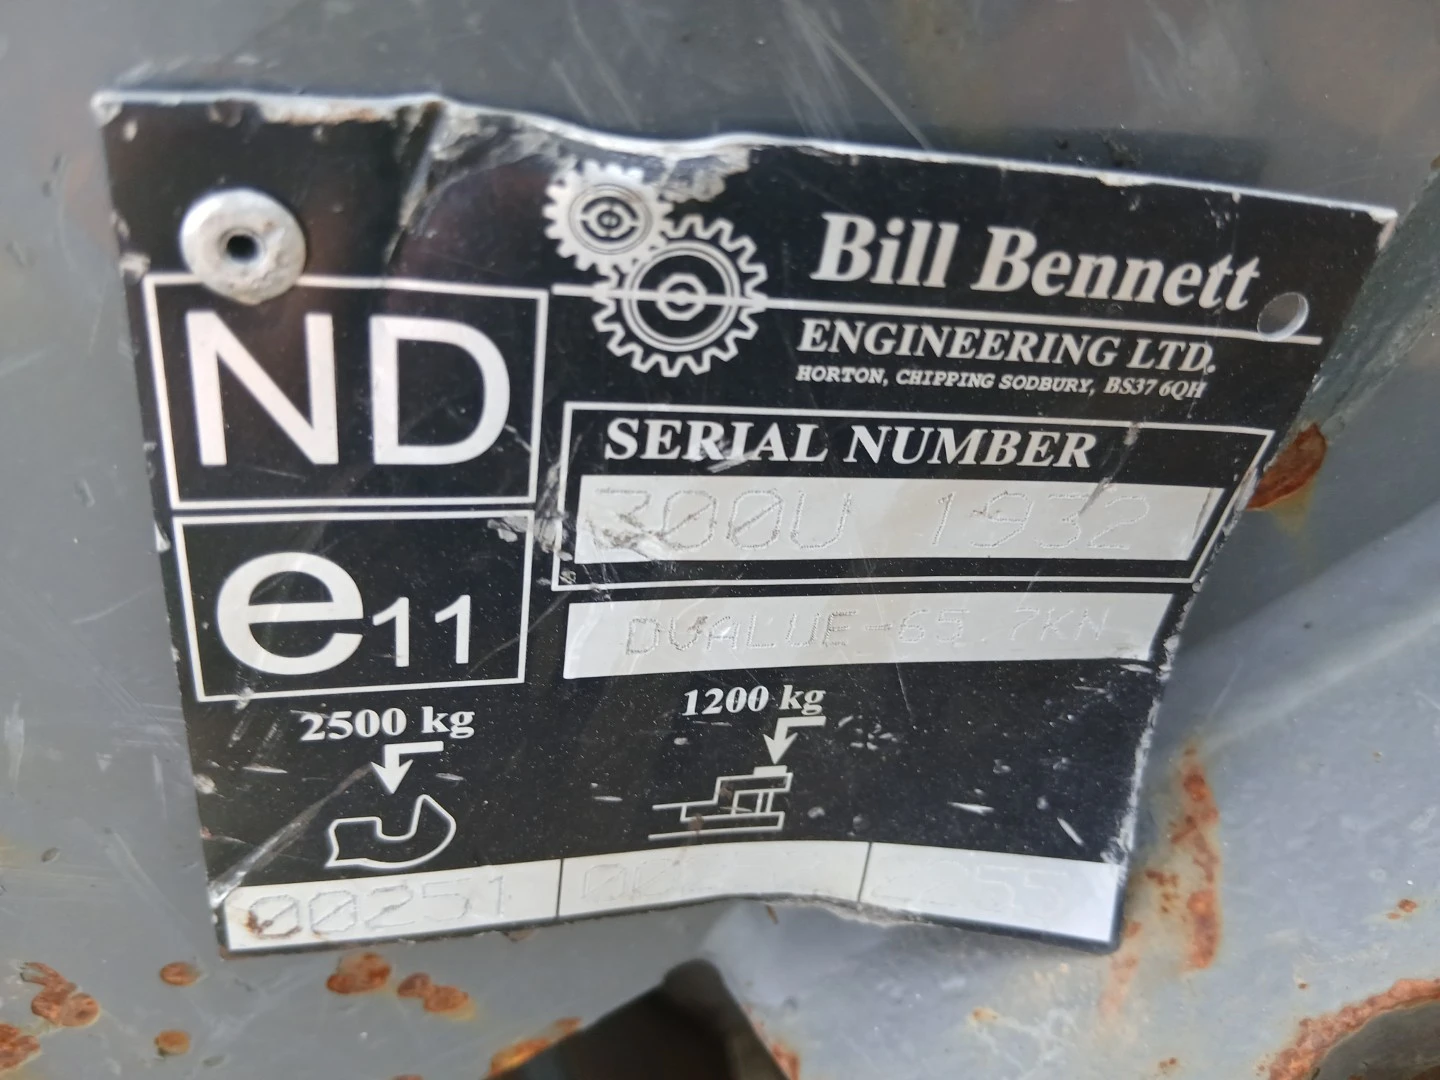 Bill Bennett
ENGINEERING LTD.
HORTON, CHIPPING SODBURY, BS37 6QH
ND
e11
SERIAL NUMBER
300U 1932
DVALUE-65.7KN
2500 kg
1200 kg
00251